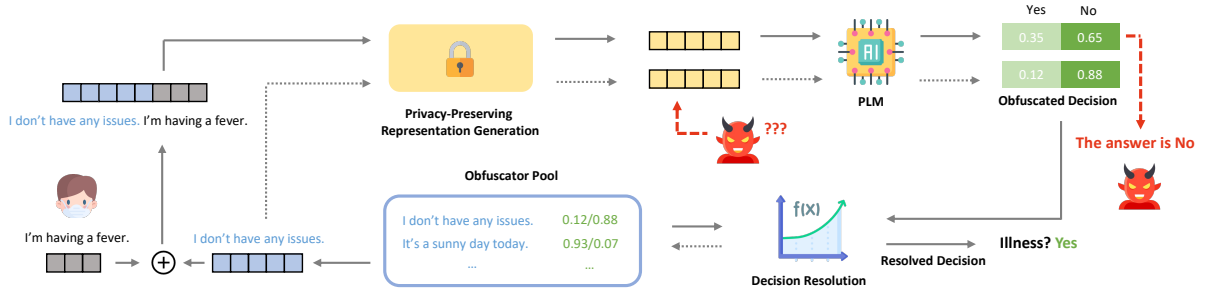 Yes No
0.35 0.65
0.12 0.88
AI
PLM
Obfuscated Decision
Privacy-Preserving
Representation Generation
I don't have any issues. I'm having a fever.
???
The answer is No
Obfuscator Pool
I don't have any issues. 0.12/0.88
It's a sunny day today. 0.93/0.07
... ...
f(X)
Decision Resolution
Resolved Decision
Illness? Yes
I'm having a fever.
I don't have any issues.